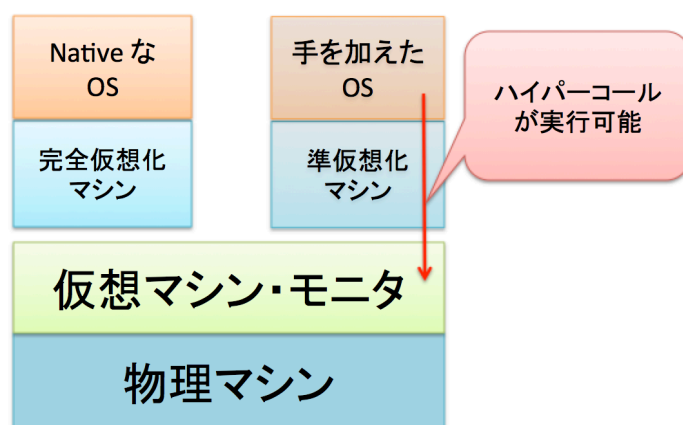 Native な
OS
手を加えた
OS
ハイパーコール
が実行可能
完全仮想化
マシン
準仮想化
マシン
仮想マシン・モニタ
物理マシン